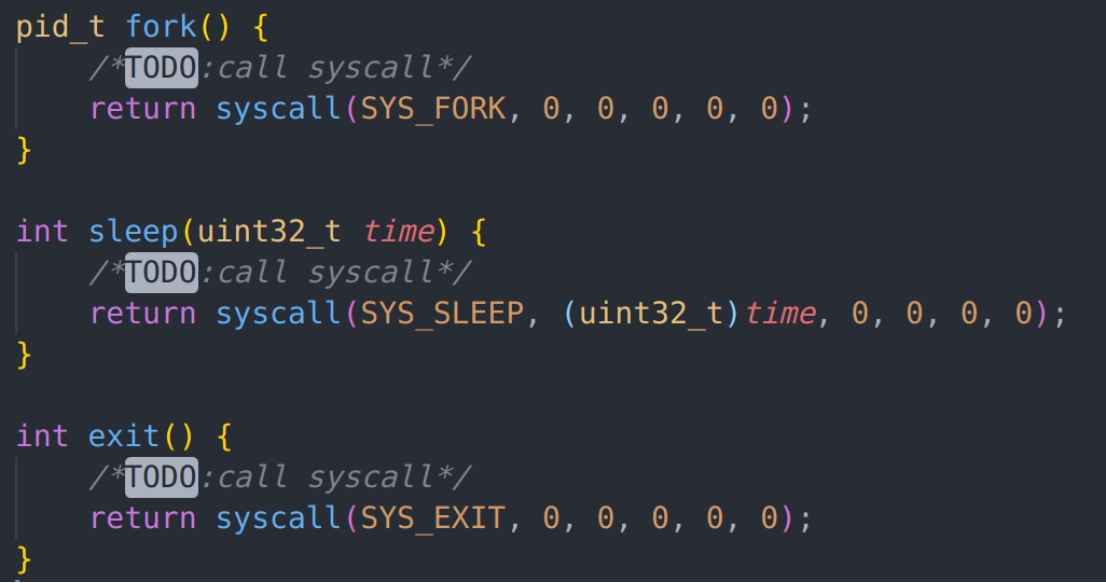 pid_t fork() {
    /*TODO:call syscall*/
    return syscall(SYS_FORK, 0, 0, 0, 0, 0);
}

int sleep(uint32_t time) {
    /*TODO:call syscall*/
    return syscall(SYS_SLEEP, (uint32_t)time, 0, 0, 0, 0);
}

int exit() {
    /*TODO:call syscall*/
    return syscall(SYS_EXIT, 0, 0, 0, 0, 0);
}